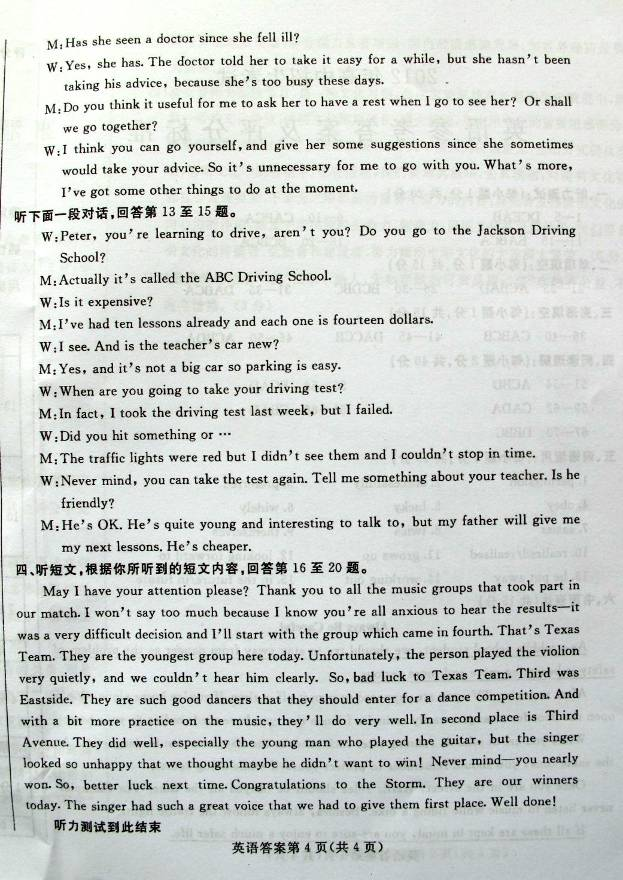 M:Has she seen a doctor since she fell ill?
W:Yes, she has. The doctor told her to take it easy for a while, but she hasn't been
taking his advice, because she's too busy these days.
M:Do you think it useful for me to ask her to have a rest when I go to see her? Or shall
we go together?
W:I think you can go yourself, and give her some suggestions since she sometimes
would take your advice. So it's unnecessary for me to go with you. What's more,
I've got some other things to do at the moment.
听下面一段对话,回答第 13 至 15 题。
W:Peter, you're learning to drive, aren't you? Do you go to the Jackson Driving
School?
M:Actually it's called the ABC Driving School.
W:Is it expensive?
M:I've had ten lessons already and each one is fourteen dollars.
W:I see. And is the teacher's car new?
M:Yes, and it's not a big car so parking is easy.
W:When are you going to take your driving test?
M:In fact, I took the driving test last week, but I failed.
W:Did you hit something or …
M:The traffic lights were red but I didn't see them and I couldn't stop in time.
W:Never mind, you can take the test again. Tell me something about your teacher. Is he
friendly?
M:He's OK. He's quite young and interesting to talk to, but my father will give me
my next lessons. He's cheaper.
四、听短文,根据你所听到的短文内容,回答第 16 至 20 题。
May I have your attention please? Thank you to all the music groups that took part in
our match. I won't say too much because I know you're all anxious to hear the results—it
was a very difficult decision and I'll start with the group which came in fourth. That's Texas
Team. They are the youngest group here today. Unfortunately, the person played the violion
very quietly, and we couldn't hear him clearly. So, bad luck to Texas Team. Third was
Eastside. They are such good dancers that they should enter for a dance competition. And
with a bit more practice on the music, they'll do very well. In second place is Third
Avenue. They did well, especially the young man who played the guitar, but the singer
looked so unhappy that we thought maybe he didn't want to win! Never mind—you nearly
won. So, better luck next time. Congratulations to the Storm. They are our winners
today. The singer had such a great voice that we had to give them first place. Well done!
听力测试到此结束
英语答案第 4 页(共 4 页)